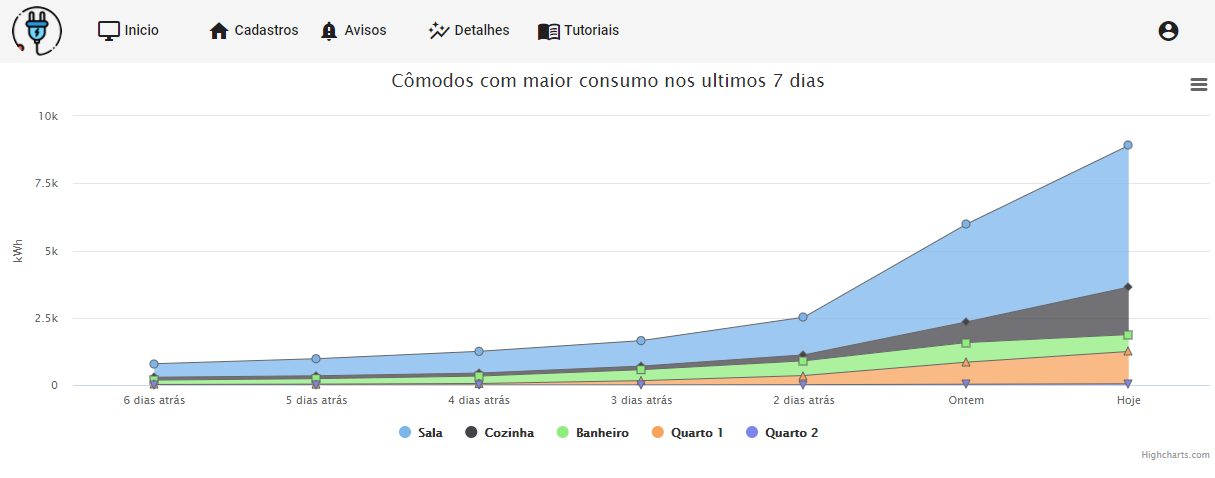 Inicio Cadastros Avisos Detalhes Tutoriais
Cômodos com maior consumo nos ultimos 7 dias
10k
7.5k
5k
2.5k
0
kWh
6 dias atrás 5 dias atrás 4 dias atrás 3 dias atrás 2 dias atrás Ontem Hoje
Sala Cozinha Banheiro Quarto 1 Quarto 2
Highcharts.com